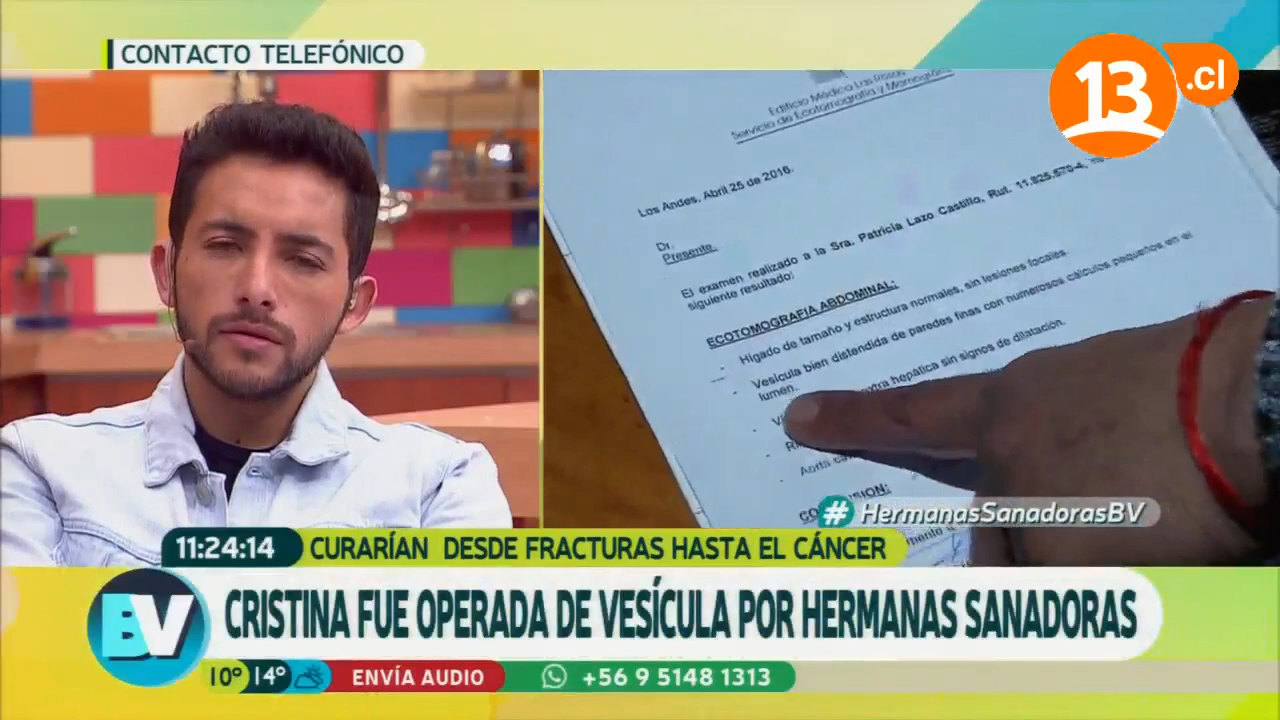 CONTACTO TELEFÓNICO
13.cl
Edificio Médico Las Rosas
Servicio de Ecotomografía y Mamografía
Los Andes, Abril 25 de 2016.
Dr.
Presente.
El examen realizado a la Sra. Patricia Lazo Castillo, Rut.
siguiente resultado:
ECOTOMOGRAFIA ABDOMINAL:
- Hígado de tamaño y estructura normales, sin lesiones focales.
- Vesícula bien distendida de paredes finas con numerosos cálculos pequeños en el
lumen.
hepática sin signos de dilatación.
Aorta
#HermanasSanadorasBV
11:24:14 CURARÍAN DESDE FRACTURAS HASTA EL CÁNCER
BV CRISTINA FUE OPERADA DE VESÍCULA POR HERMANAS SANADORAS
10° 14° ENVÍA AUDIO +56 9 5148 1313